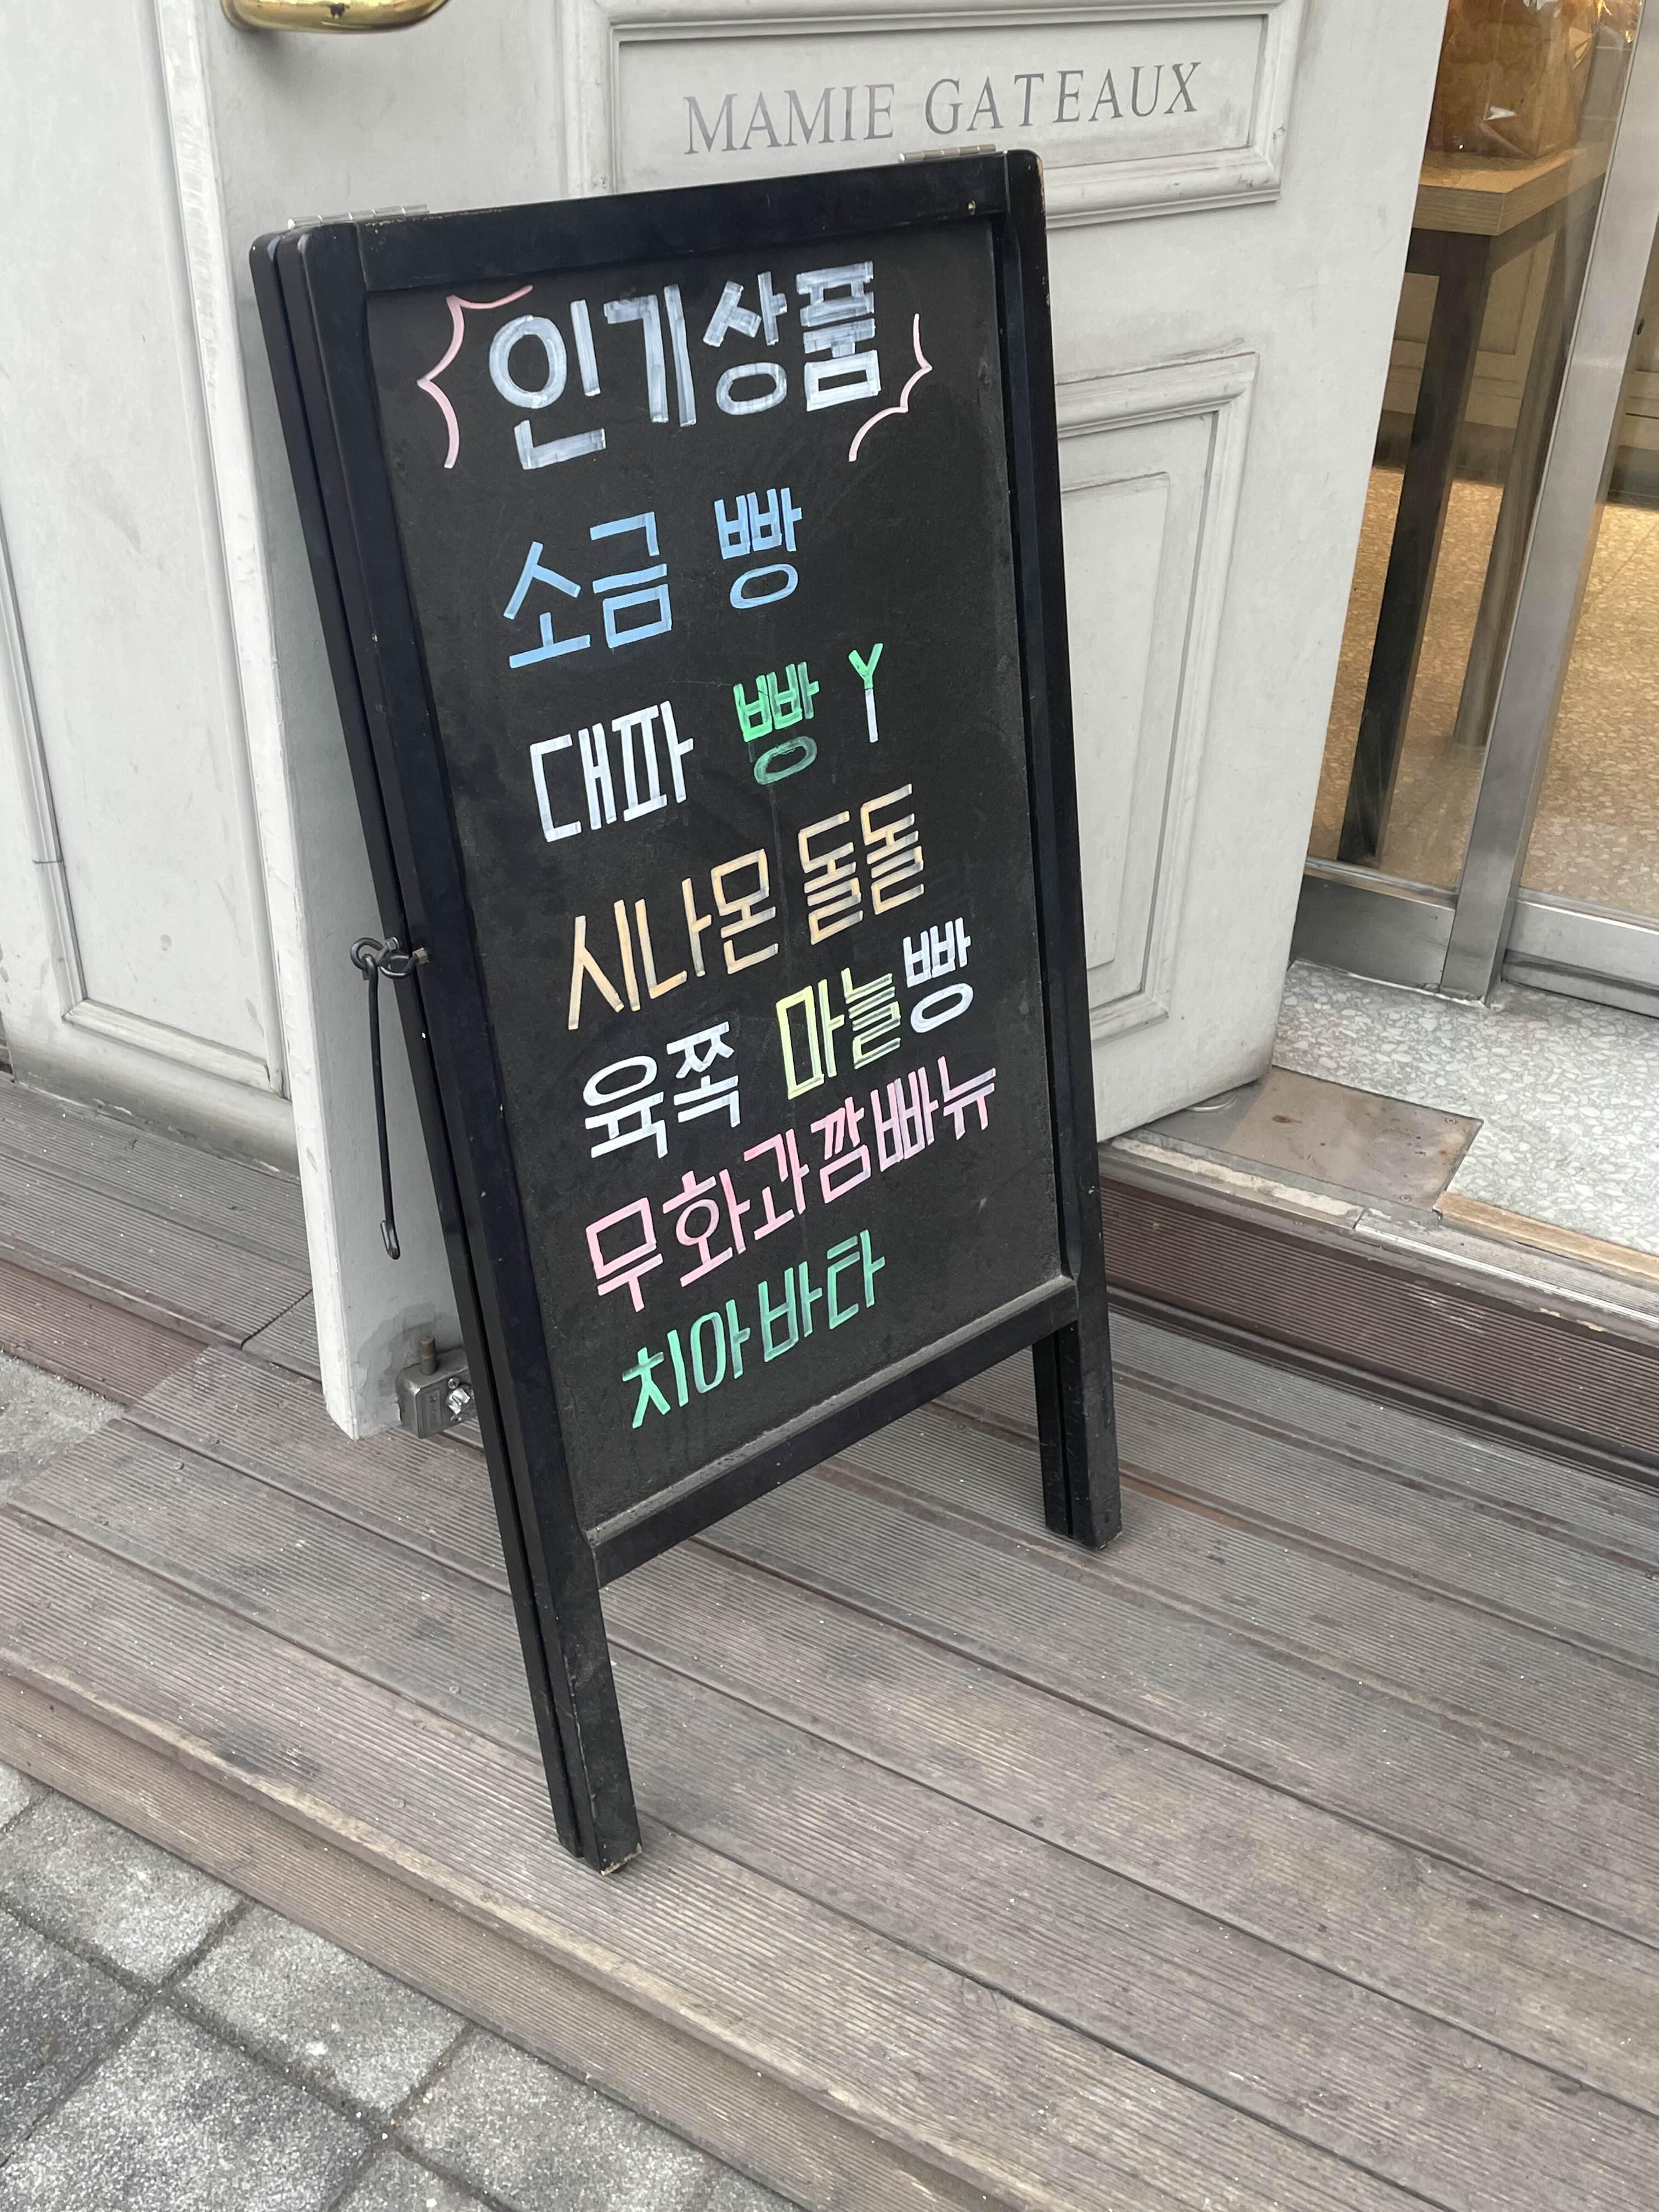 MAMIE GATEAUX
인기상품
소금 빵
대파 빵
시나몬 돌돌
육쪽 마늘빵
무화과깜빠뉴
치아바타